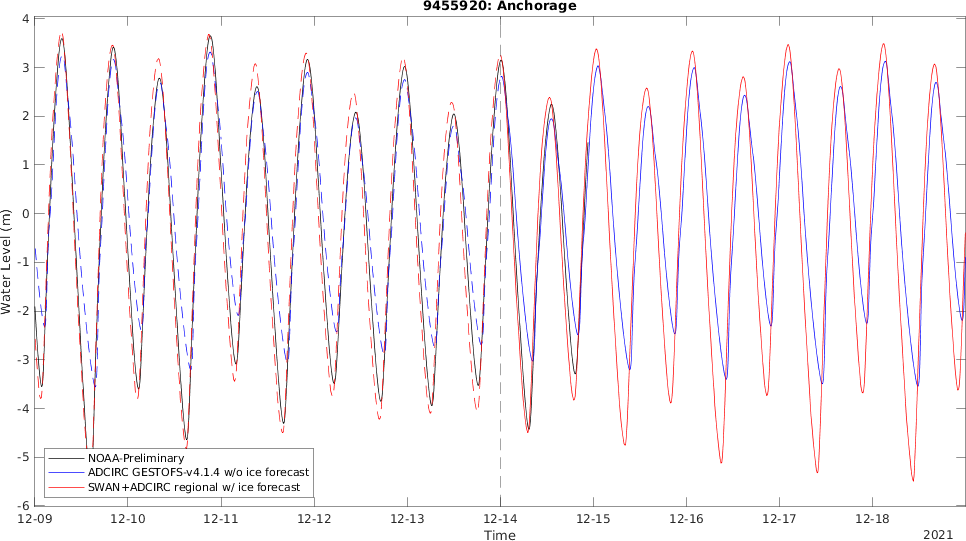 9455920: Anchorage
4
3
2
1
0
-1
-2
-3
-4
-5
-6
Water Level (m)
NOAA-Preliminary
ADCIRC GESTOFS-v4.1.4 w/o ice forecast
SWAN+ADCIRC regional w/ ice forecast
12-09 12-10 12-11 12-12 12-13 12-14 12-15 12-16 12-17 12-18
Time
2021